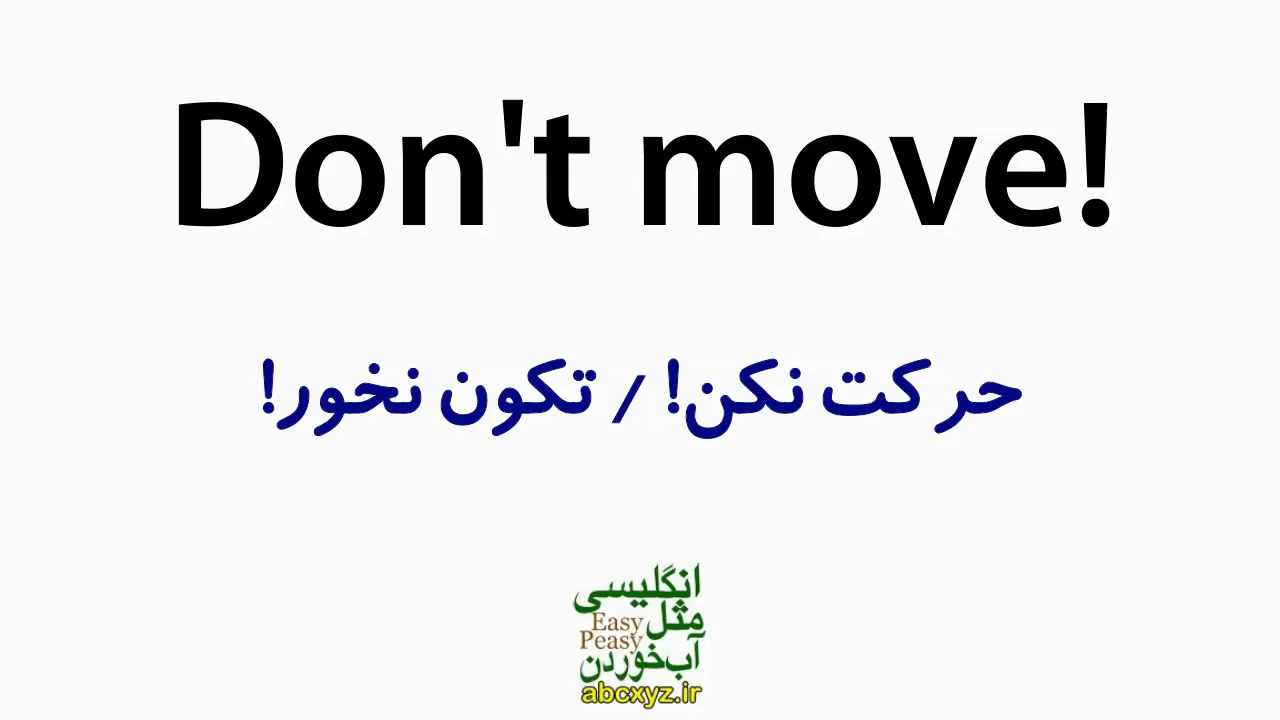 Don't move!
حرکت نکن! / تکون نخور!
انگلیسی
مثل
Easy
Peasy
آب‌خوردن
abcxyz.ir